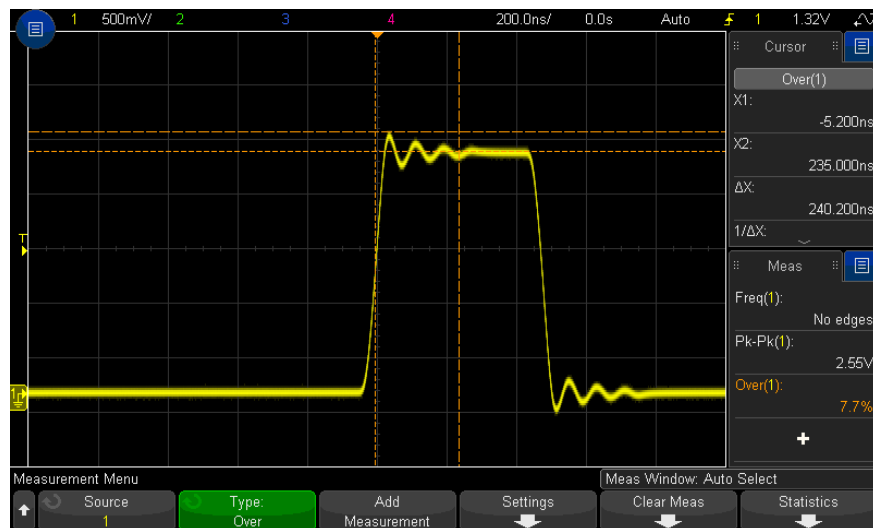 1 500mV/ 2 3 4 200.0ns/ 0.0s Auto 1 1.32V
Cursor
Over(1)
X1:
-5.200ns
X2:
235.000ns
ΔX:
240.200ns
1/ΔX:
T
Meas
Freq(1):
No edges
Pk-Pk(1):
2.55V
Over(1):
7.7%
1
Measurement Menu
Meas Window: Auto Select
Source
1
Type:
Over
Add
Measurement
Settings
Clear Meas
Statistics